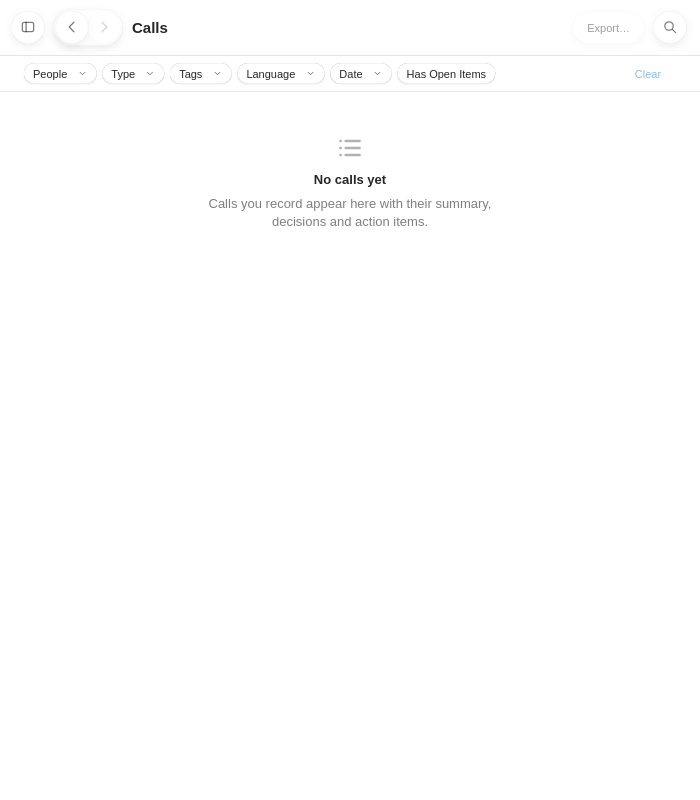 Calls
Export…
People
Type
Tags
Language
Date
Has Open Items
Clear
No calls yet
Calls you record appear here with their summary,
decisions and action items.